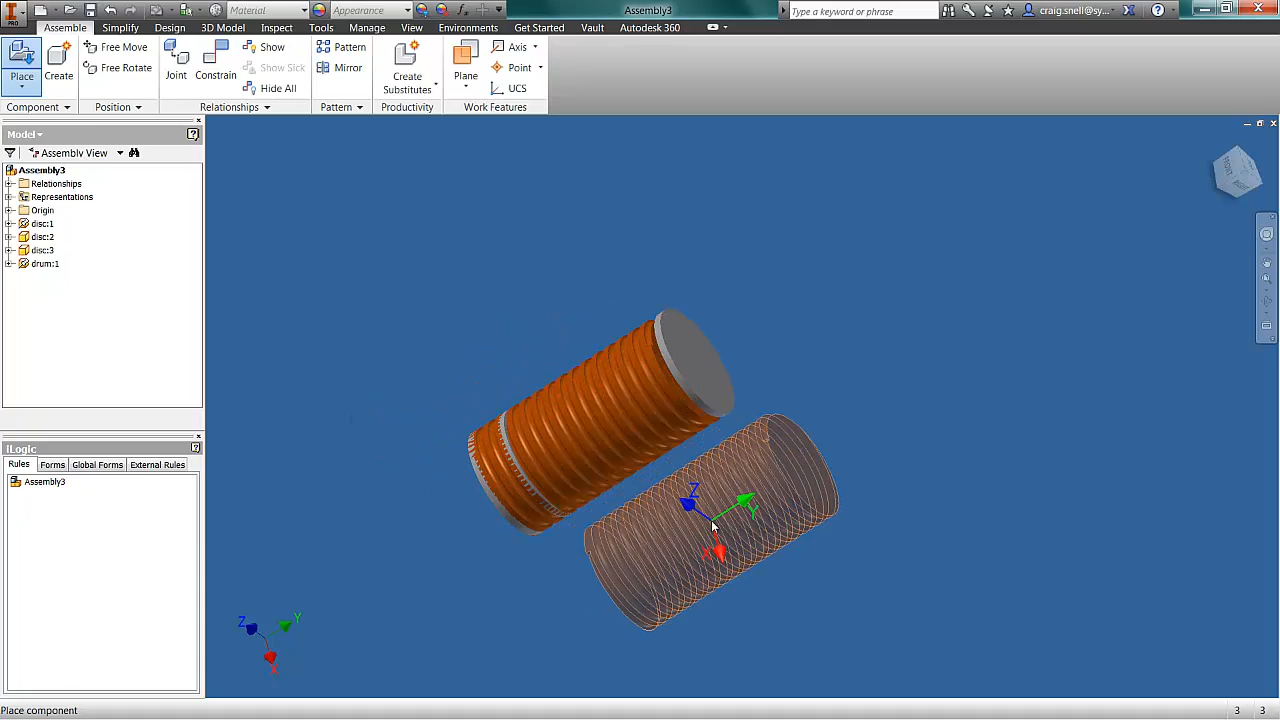 Material
Appearance
Assembly3
Type a keyword or phrase
craig.snell@sy...
PRO
Assemble Simplify Design 3D Model Inspect Tools Manage View Environments Get Started Vault Autodesk 360
Place
Create
Free Move
Free Rotate
Joint
Constrain
Show
Show Sick
Hide All
Pattern
Mirror
Create
Substitutes
Plane
Axis
Point
UCS
Component Position Relationships Pattern Productivity Work Features
Model
Assembly View
Assembly3
Relationships
Representations
Origin
disc:1
disc:2
disc:3
drum:1
iLogic
Rules Forms Global Forms External Rules
Assembly3
Z
Y
X
Z
Y
X
FRONT
RIGHT
Place component
3 3